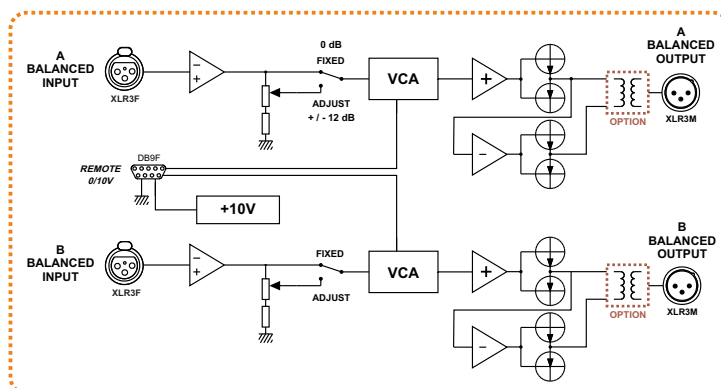 A
BALANCED
INPUT
XLR3F
−
+
0 dB
FIXED
ADJUST
+ / - 12 dB
VCA
+
−
OPTION
A
BALANCED
OUTPUT
XLR3M
REMOTE
0/10V
DB9F
+10V
B
BALANCED
INPUT
XLR3F
−
+
FIXED
ADJUST
VCA
+
−
OPTION
B
BALANCED
OUTPUT
XLR3M